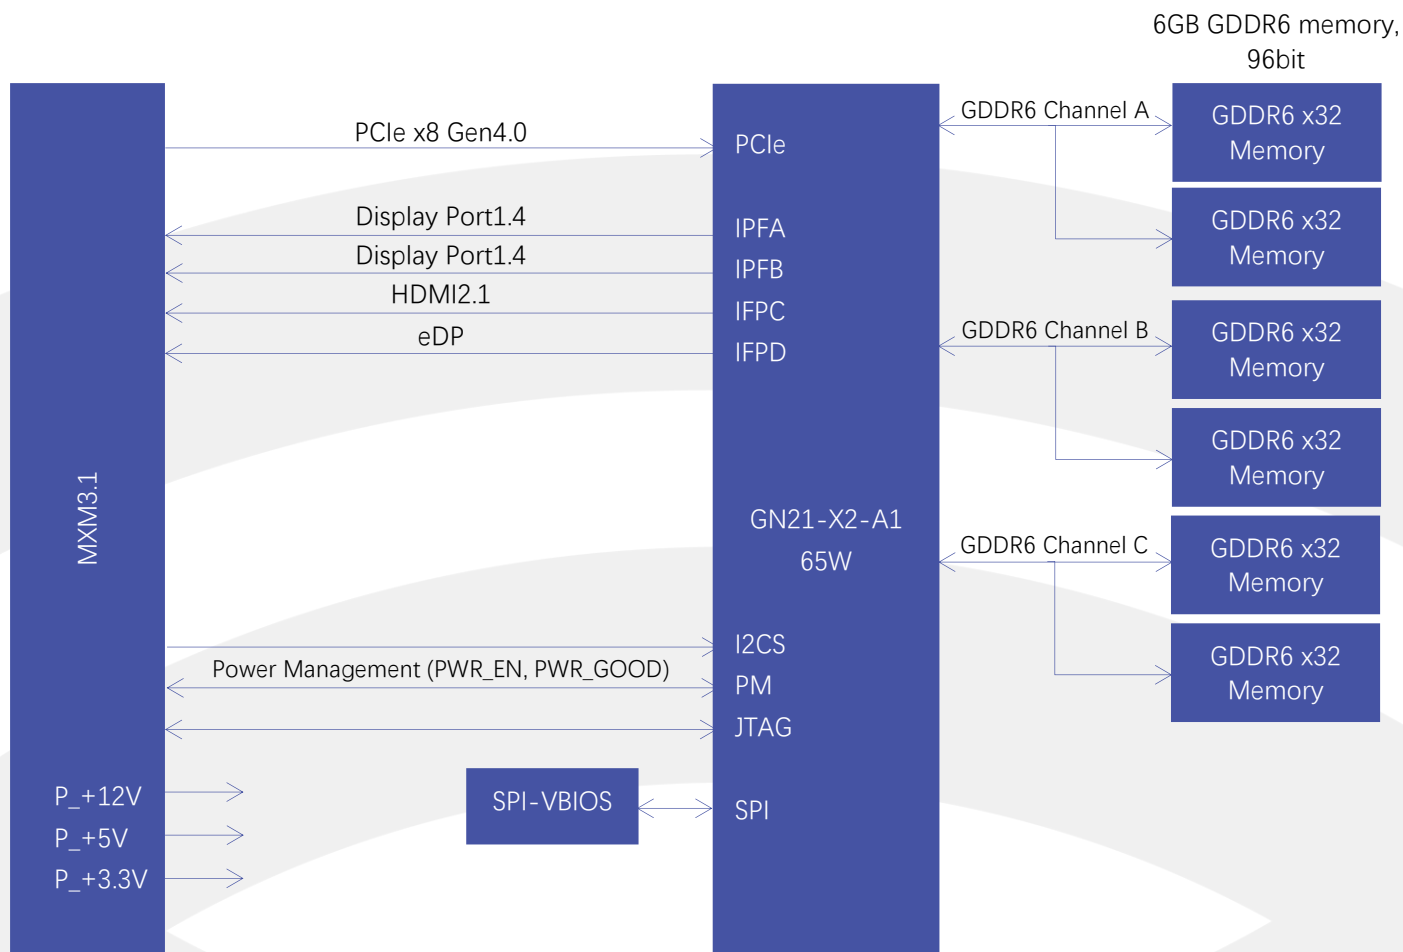 6GB GDDR6 memory,
96bit
MXM3.1
P_+12V
P_+5V
P_+3.3V
PCIe x8 Gen4.0
Display Port1.4
Display Port1.4
HDMI2.1
eDP
Power Management (PWR_EN, PWR_GOOD)
SPI-VBIOS
PCIe
IPFA
IPFB
IFPC
IFPD
GN21-X2-A1
65W
I2CS
PM
JTAG
SPI
GDDR6 Channel A
GDDR6 Channel B
GDDR6 Channel C
GDDR6 x32
Memory
GDDR6 x32
Memory
GDDR6 x32
Memory
GDDR6 x32
Memory
GDDR6 x32
Memory
GDDR6 x32
Memory